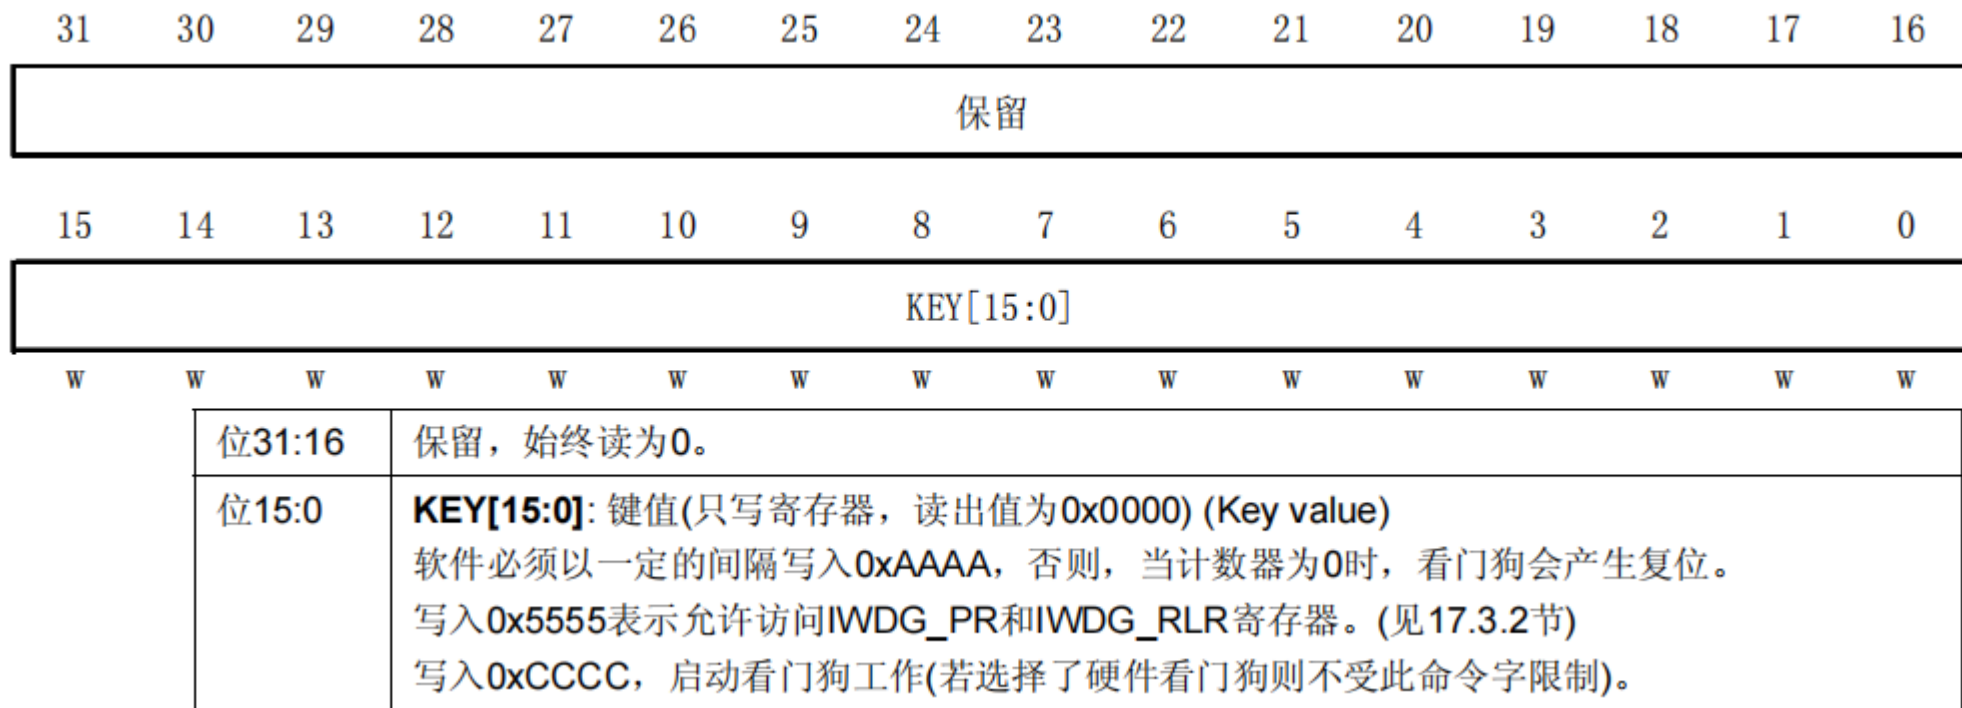 31 30 29 28 27 26 25 24 23 22 21 20 19 18 17 16
保留
15 14 13 12 11 10 9 8 7 6 5 4 3 2 1 0
KEY[15:0]
w w w w w w w w w w w w w w w w
位31:16 保留，始终读为0。
位15:0 KEY[15:0]: 键值(只写寄存器，读出值为0x0000) (Key value)
软件必须以一定的间隔写入0xAAAA，否则，当计数器为0时，看门狗会产生复位。
写入0x5555表示允许访问IWDG_PR和IWDG_RLR寄存器。(见17.3.2节)
写入0xCCCC，启动看门狗工作(若选择了硬件看门狗则不受此命令字限制)。